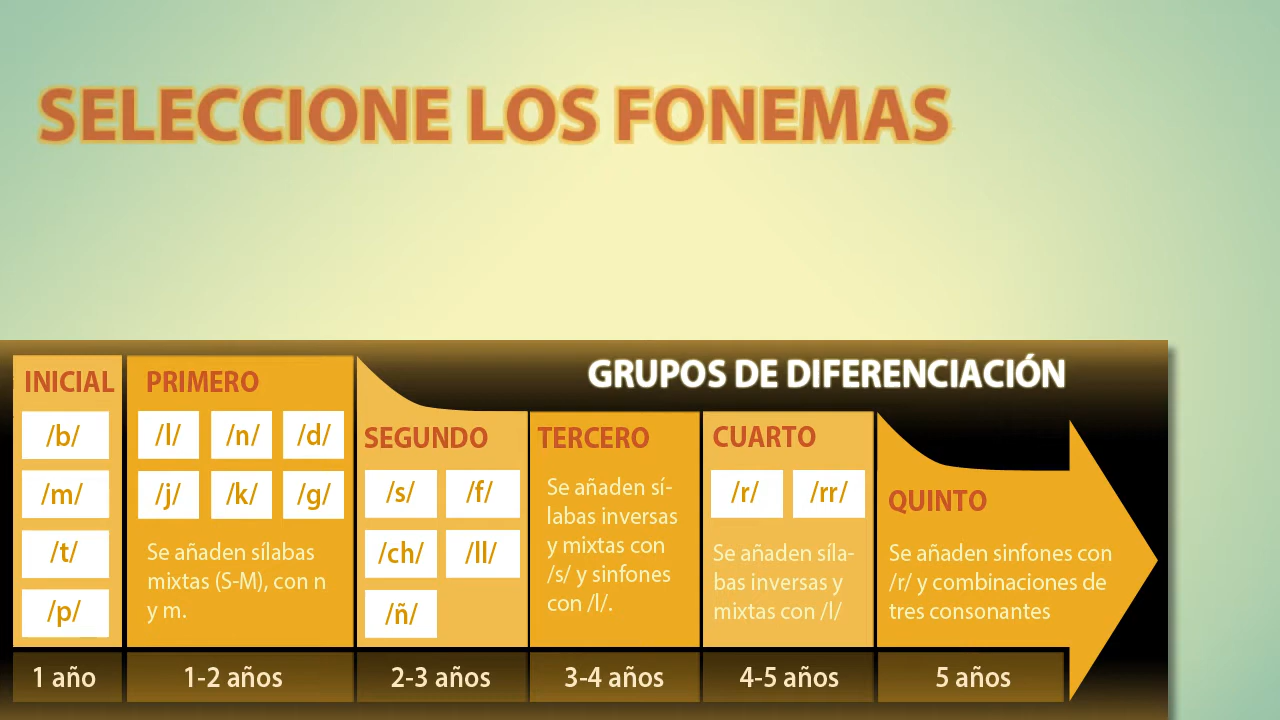 SELECCIONE LOS FONEMAS
GRUPOS DE DIFERENCIACIÓN
INICIAL
/b/
/m/
/t/
/p/
1 año
PRIMERO
/l/ /n/ /d/
/j/ /k/ /g/
Se añaden sílabas
mixtas (S-M), con n
y m.
1-2 años
SEGUNDO
/s/ /f/
/ch/ /ll/
/ñ/
2-3 años
TERCERO
Se añaden sí-
labas inversas
y mixtas con
/s/ y sinfones
con /l/.
3-4 años
CUARTO
/r/ /rr/
Se añaden síla-
bas inversas y
mixtas con /l/
4-5 años
QUINTO
Se añaden sinfones con
/r/ y combinaciones de
tres consonantes
5 años